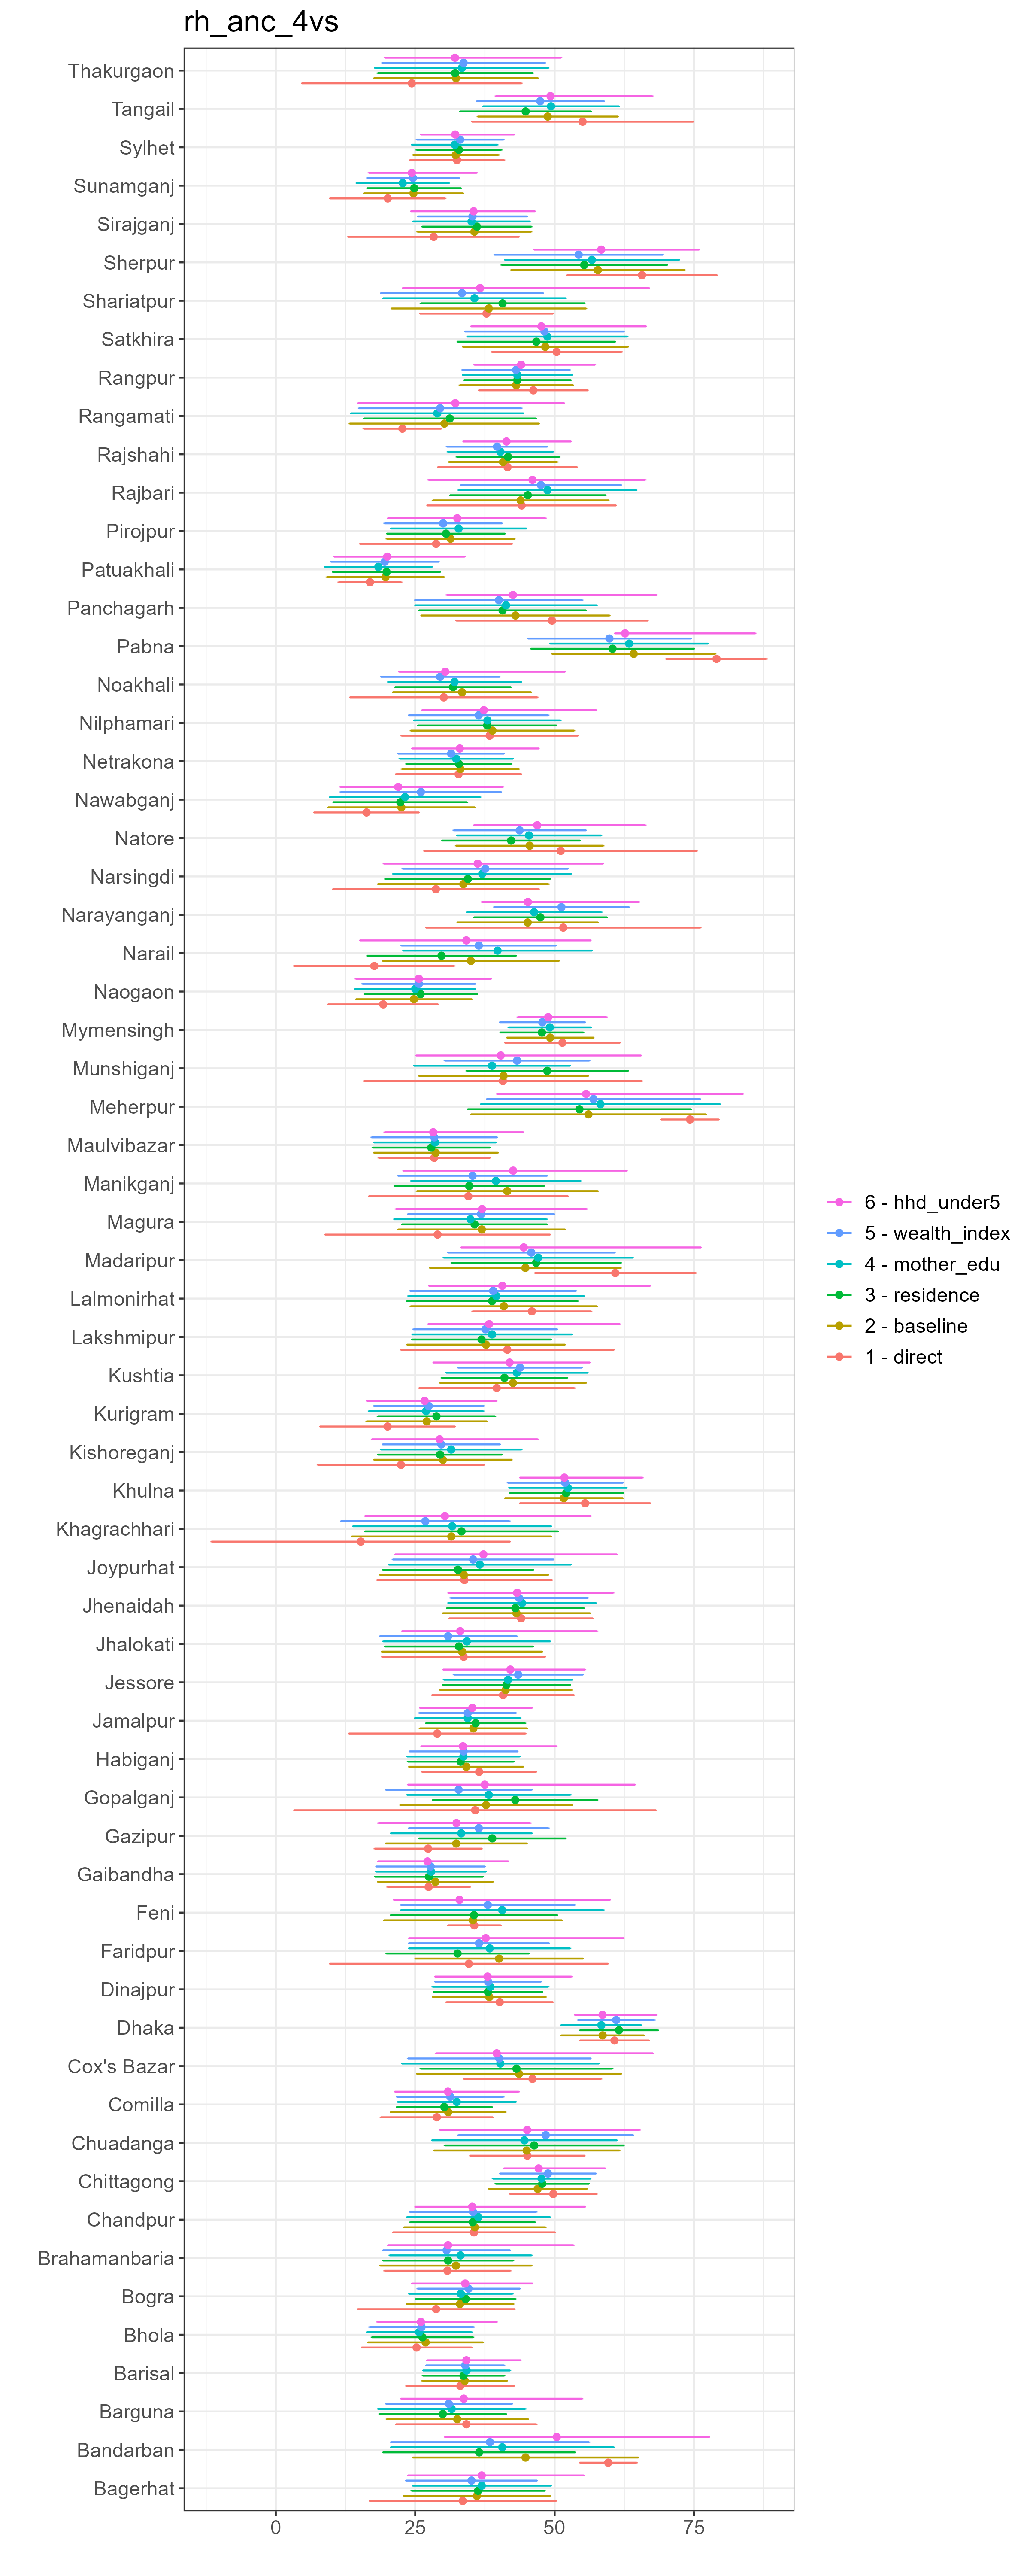 rh_anc_4vs
Thakurgaon
Tangail
Sylhet
Sunamganj
Sirajganj
Sherpur
Shariatpur
Satkhira
Rangpur
Rangamati
Rajshahi
Rajbari
Pirojpur
Patuakhali
Panchagarh
Pabna
Noakhali
Nilphamari
Netrakona
Nawabganj
Natore
Narsingdi
Narayanganj
Narail
Naogaon
Mymensingh
Munshiganj
Meherpur
Maulvibazar
Manikganj
Magura
Madaripur
Lalmonirhat
Lakshmipur
Kushtia
Kurigram
Kishoreganj
Khulna
Khagrachhari
Joypurhat
Jhenaidah
Jhalokati
Jessore
Jamalpur
Habiganj
Gopalganj
Gazipur
Gaibandha
Feni
Faridpur
Dinajpur
Dhaka
Cox's Bazar
Comilla
Chuadanga
Chittagong
Chandpur
Brahamanbaria
Bogra
Bhola
Barisal
Barguna
Bandarban
Bagerhat
0 25 50 75
6 - hhd_under5
5 - wealth_index
4 - mother_edu
3 - residence
2 - baseline
1 - direct